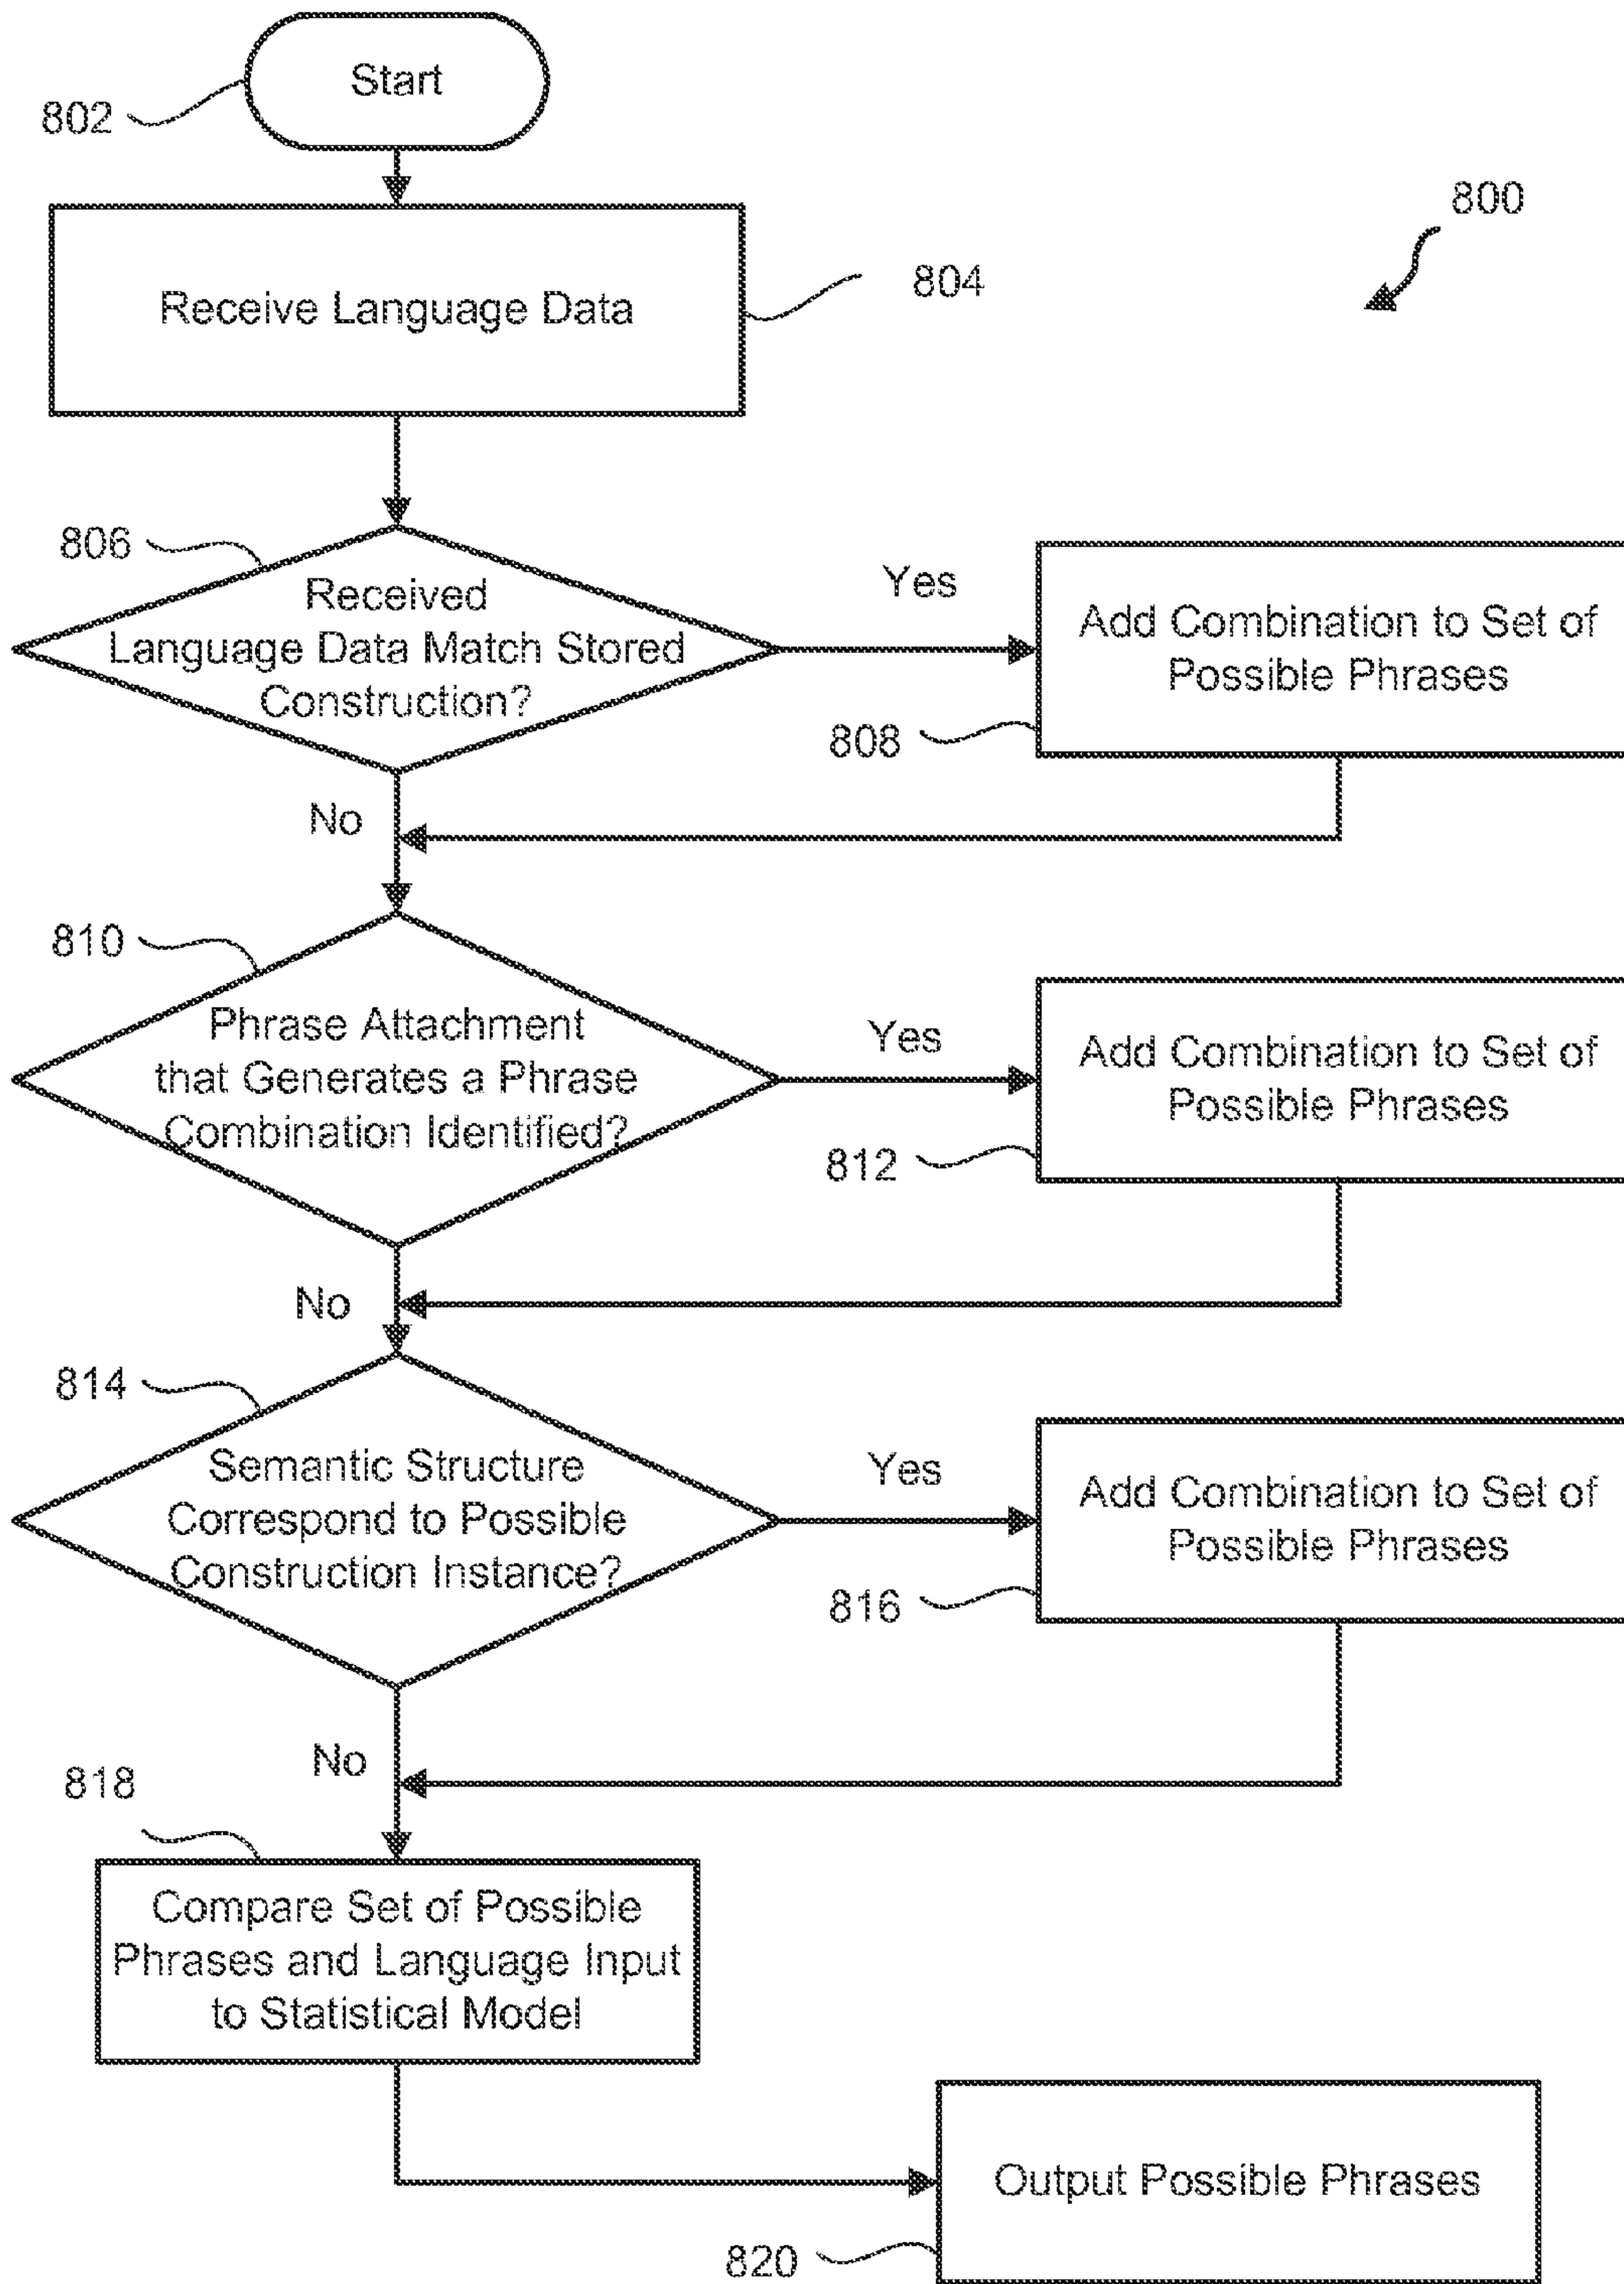 Start
802
800
Receive Language Data
804
806
Received
Language Data Match Stored
Construction?
Yes
Add Combination to Set of
Possible Phrases
808
No
810
Phrase Attachment
that Generates a Phrase
Combination Identified?
Yes
Add Combination to Set of
Possible Phrases
812
No
814
Semantic Structure
Correspond to Possible
Construction Instance?
Yes
Add Combination to Set of
Possible Phrases
816
No
818
Compare Set of Possible
Phrases and Language Input
to Statistical Model
Output Possible Phrases
820